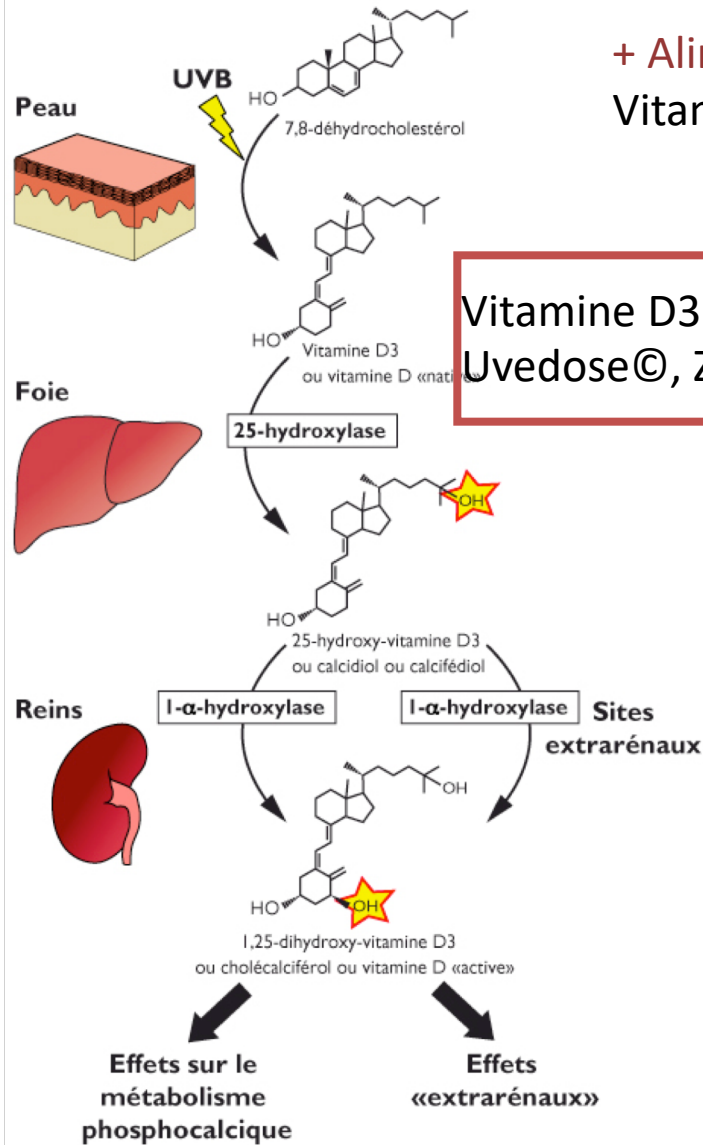 + Alim
Vitam
UVB
Peau
HO
7,8-déhydrocholestérol
Vitamine D3
Uvedose©, Z
HO
Vitamine D3
ou vitamine D «native»
Foie
25-hydroxylase
OH
HO
25-hydroxy-vitamine D3
ou calcidiol ou calcifédiol
Reins
1-α-hydroxylase
1-α-hydroxylase
Sites
extrarénaux
OH
HO
OH
1,25-dihydroxy-vitamine D3
ou cholécalciférol ou vitamine D «active»
Effets sur le
métabolisme
phosphocalcique
Effets
«extrarénaux»